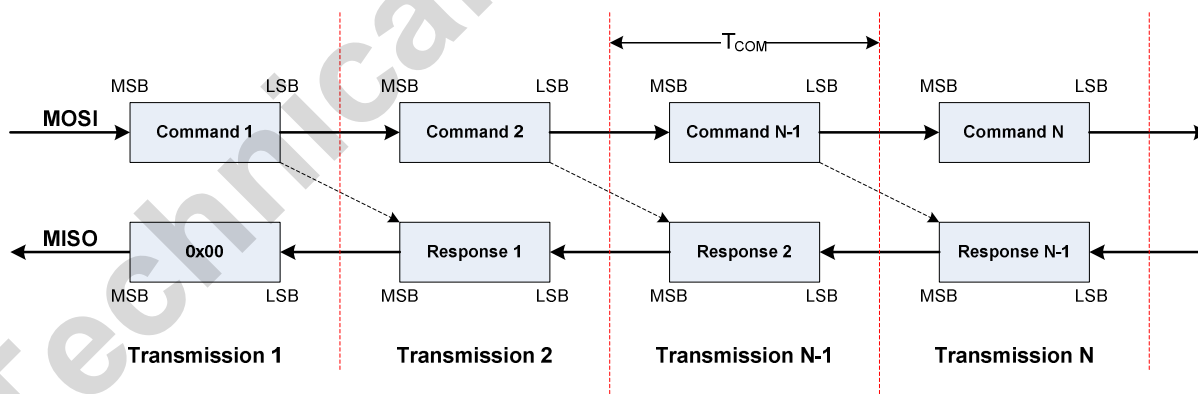 T_COM
MSB LSB MSB LSB MSB LSB MSB LSB
MOSI Command 1 Command 2 Command N-1 Command N
MISO 0x00 Response 1 Response 2 Response N-1
MSB LSB MSB LSB MSB LSB MSB LSB
Transmission 1 Transmission 2 Transmission N-1 Transmission N
Technical